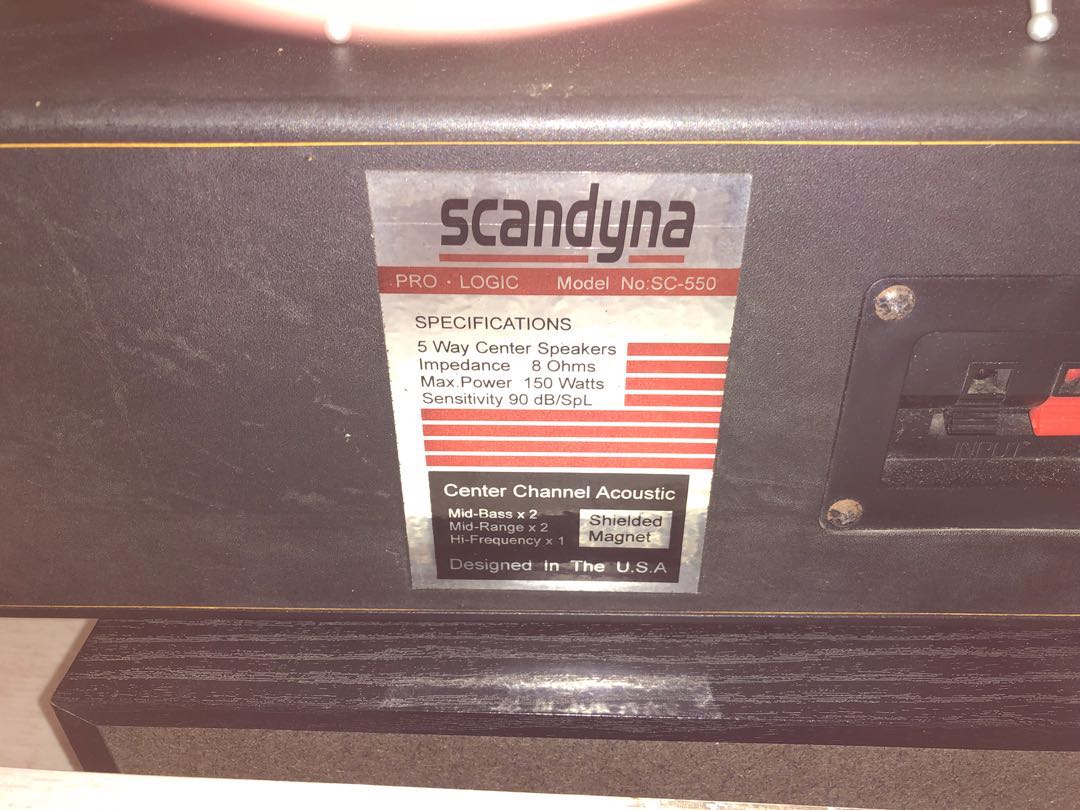 scandyna
PRO · LOGIC Model No:SC-550
SPECIFICATIONS
5 Way Center Speakers
Impedance 8 Ohms
Max.Power 150 Watts
Sensitivity 90 dB/SpL
Center Channel Acoustic
Mid-Bass x 2
Mid-Range x 2
Hi-Frequency x 1
Shielded
Magnet
Designed In The U.S.A
INPUT